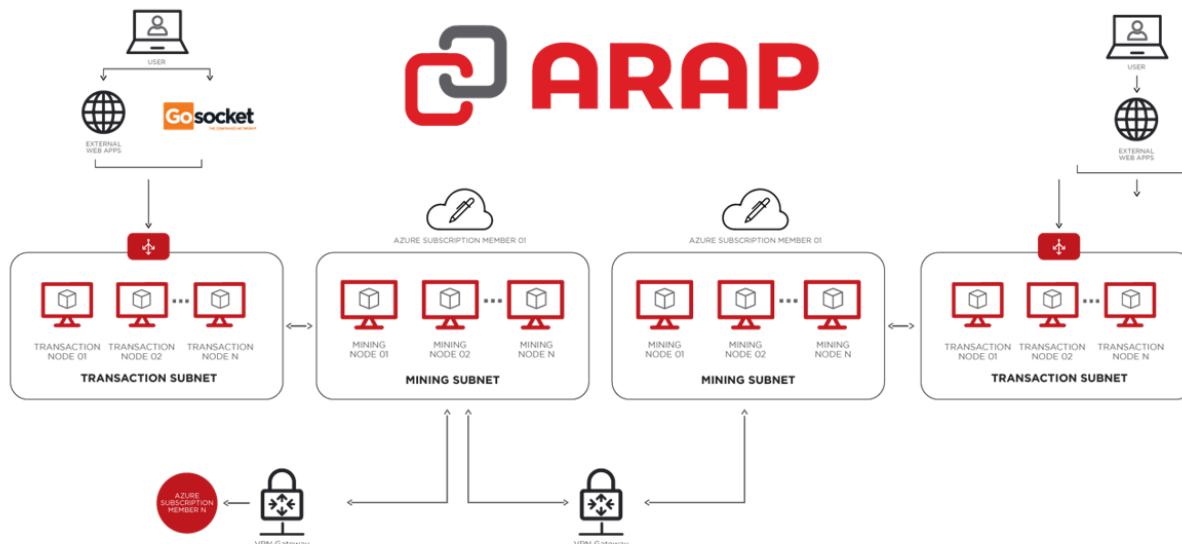 USER
EXTERNAL
WEB APPS
Gosocket
ARAP
USER
EXTERNAL
WEB APPS
AZURE SUBSCRIPTION MEMBER 01
AZURE SUBSCRIPTION MEMBER 01
TRANSACTION
NODE 01
TRANSACTION
NODE 02
TRANSACTION
NODE N
TRANSACTION SUBNET
MINING
NODE 01
MINING
NODE 02
MINING
NODE N
MINING SUBNET
MINING
NODE 01
MINING
NODE 02
MINING
NODE N
MINING SUBNET
TRANSACTION
NODE 01
TRANSACTION
NODE 02
TRANSACTION
NODE N
TRANSACTION SUBNET
AZURE
SUBSCRIPTION
MEMBER N
VPN Gateway
VPN Gateway